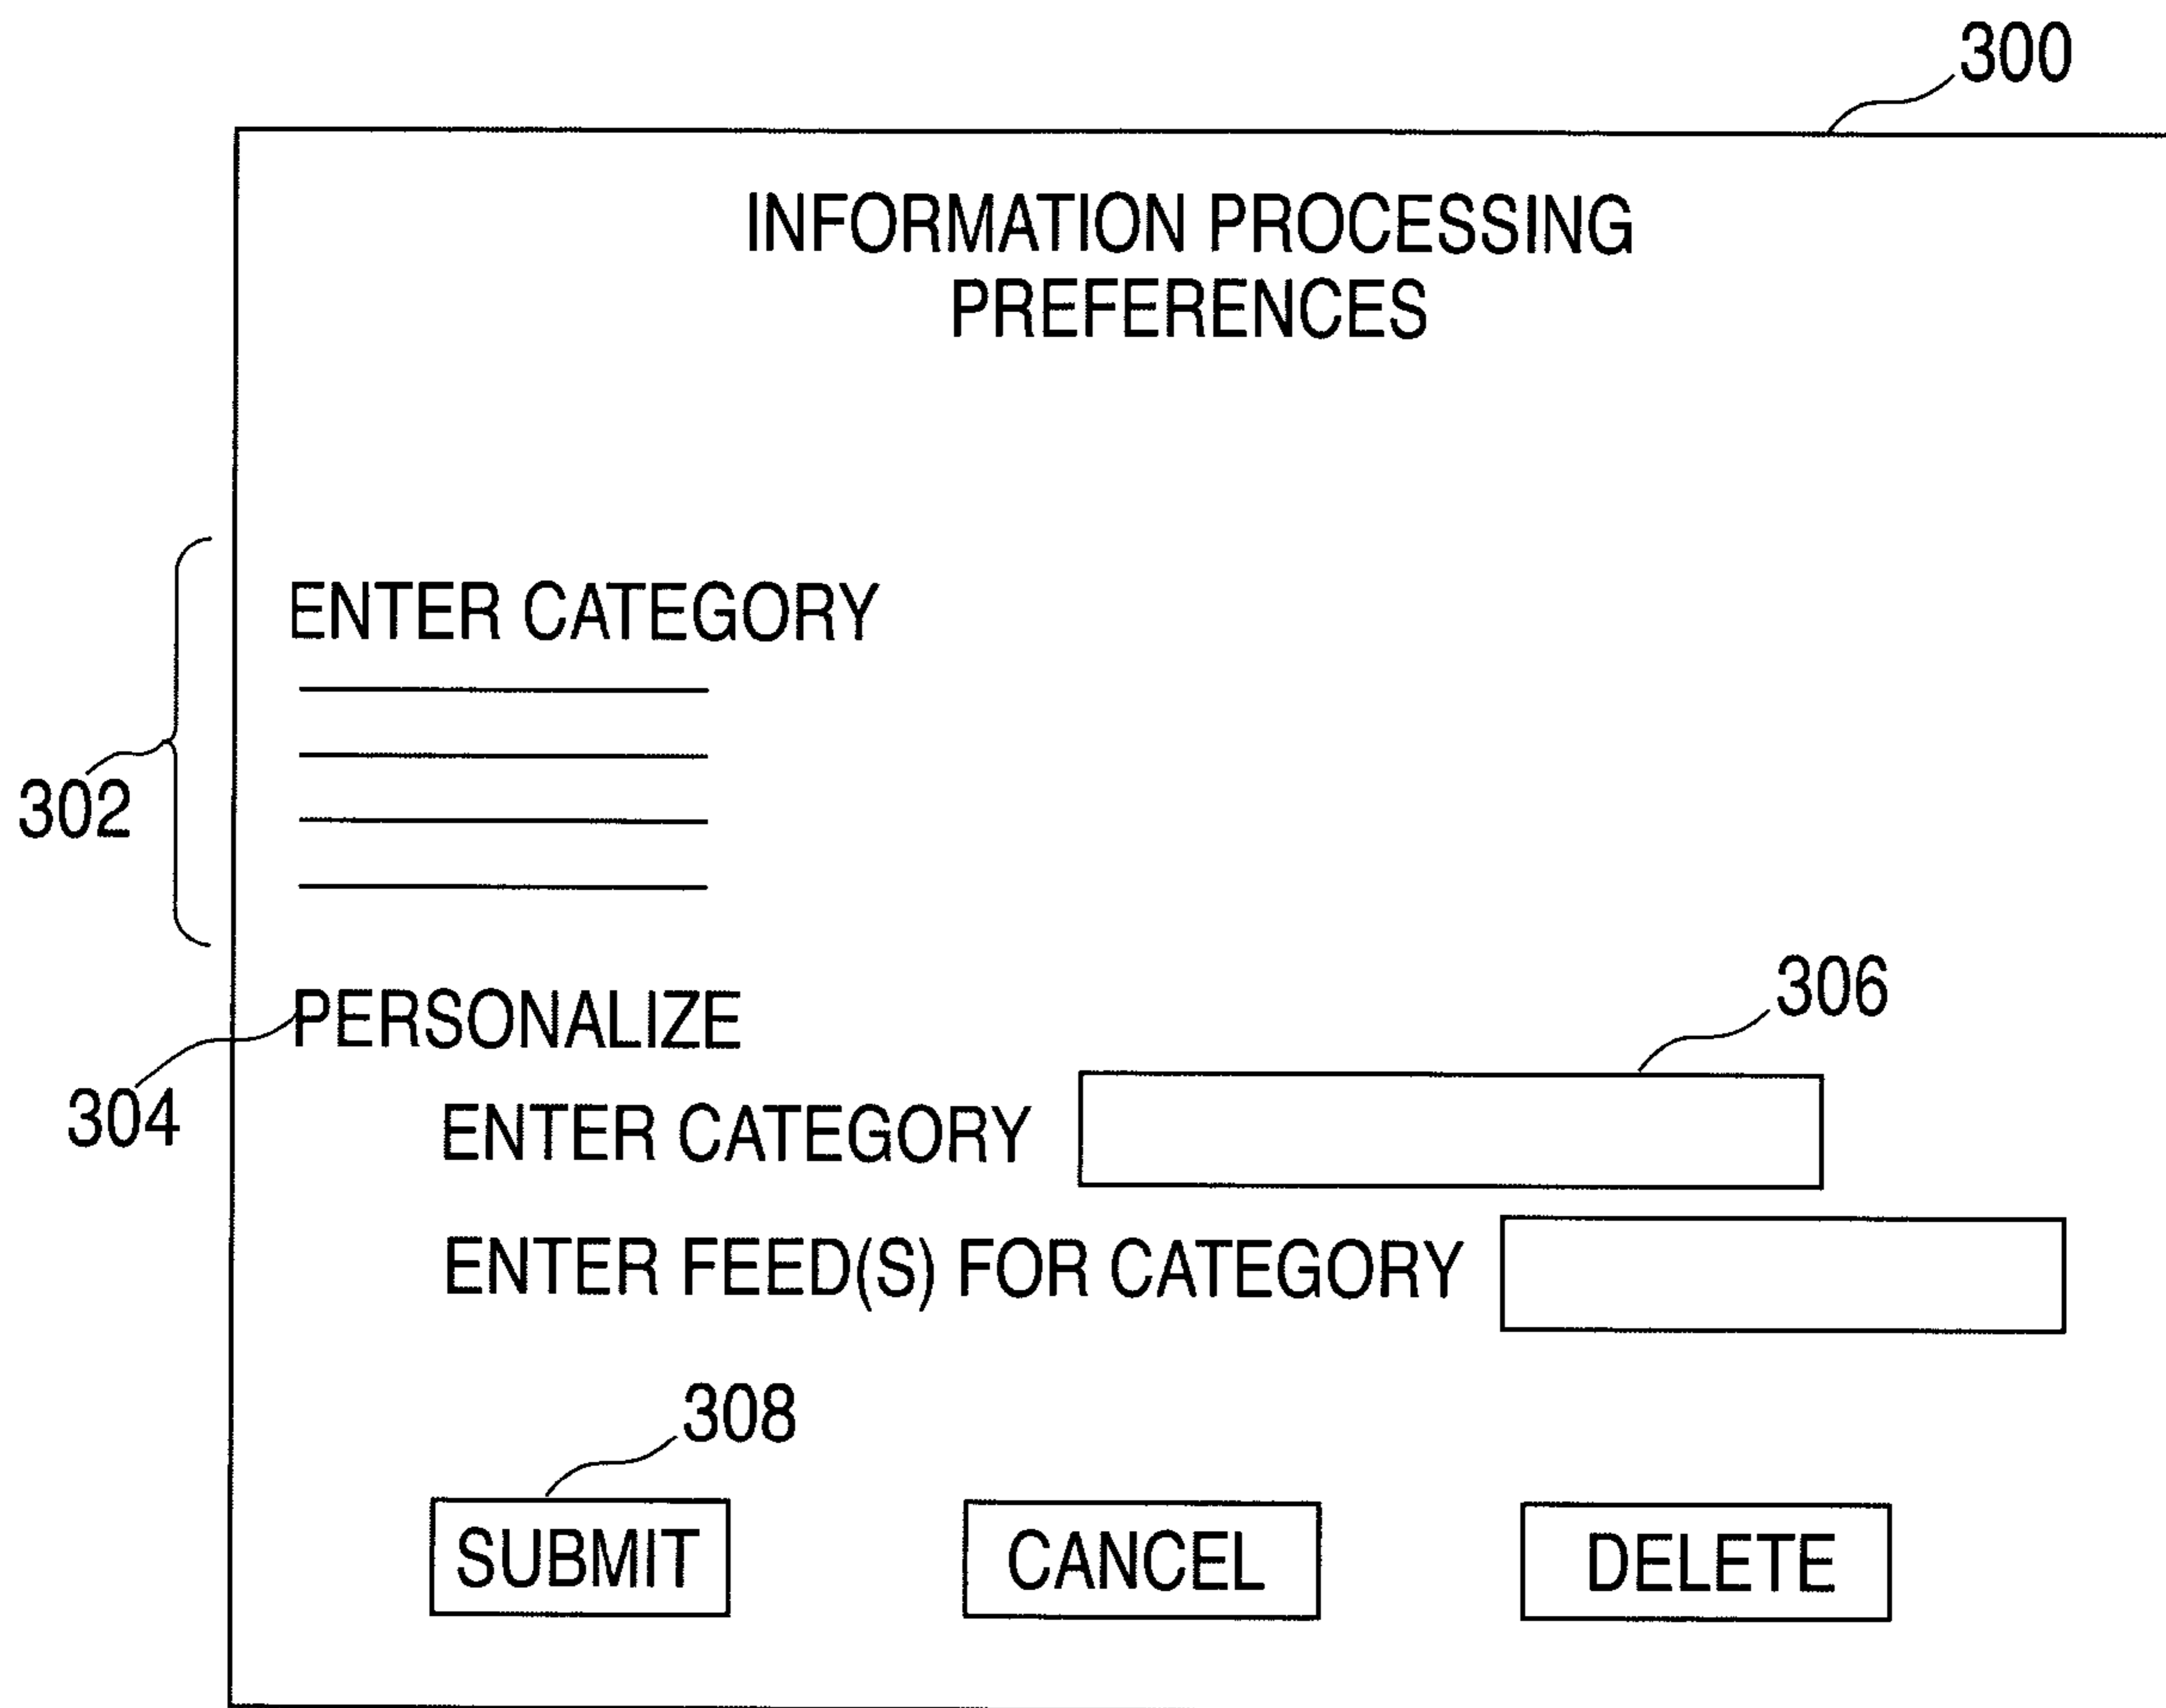 300
INFORMATION PROCESSING
PREFERENCES
ENTER CATEGORY
302
PERSONALIZE
304
306
ENTER CATEGORY
ENTER FEED(S) FOR CATEGORY
308
SUBMIT
CANCEL
DELETE